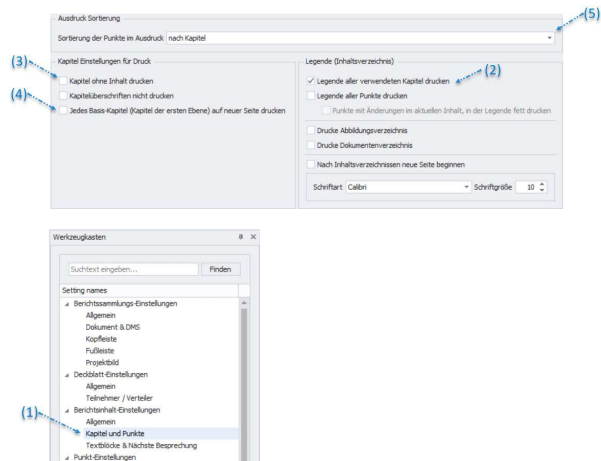 Ausdruck Sortierung
(5)
Sortierung der Punkte im Ausdruck nach Kapitel
Kapitel Einstellungen für Druck
(3)
Kapitel ohne Inhalt drucken
Kapitelüberschriften nicht drucken
(4)
Jedes Basis-Kapitel (Kapitel der ersten Ebene) auf neuer Seite drucken
Legende (Inhaltsverzeichnis)
Legende aller verwendeten Kapitel drucken
(2)
Legende aller Punkte drucken
Punkte mit Änderungen im aktuellen Inhalt, in der Legende fett drucken
Drucke Abbildungsverzeichnis
Drucke Dokumentenverzeichnis
Nach Inhaltsverzeichnissen neue Seite beginnen
Schriftart Calibri Schriftgröße 10
Werkzeugkasten
Suchtext eingeben... Finden
Setting names
Berichtssammlungs-Einstellungen
Allgemein
Dokument & DMS
Kopfleiste
Fußleiste
Projektbild
Deckblatt-Einstellungen
Allgemein
Teilnehmer / Verteiler
Berichtsinhalt-Einstellungen
Allgemein
(1)
Kapitel und Punkte
Textblöcke & Nächste Besprechung
Punkt-Einstellungen